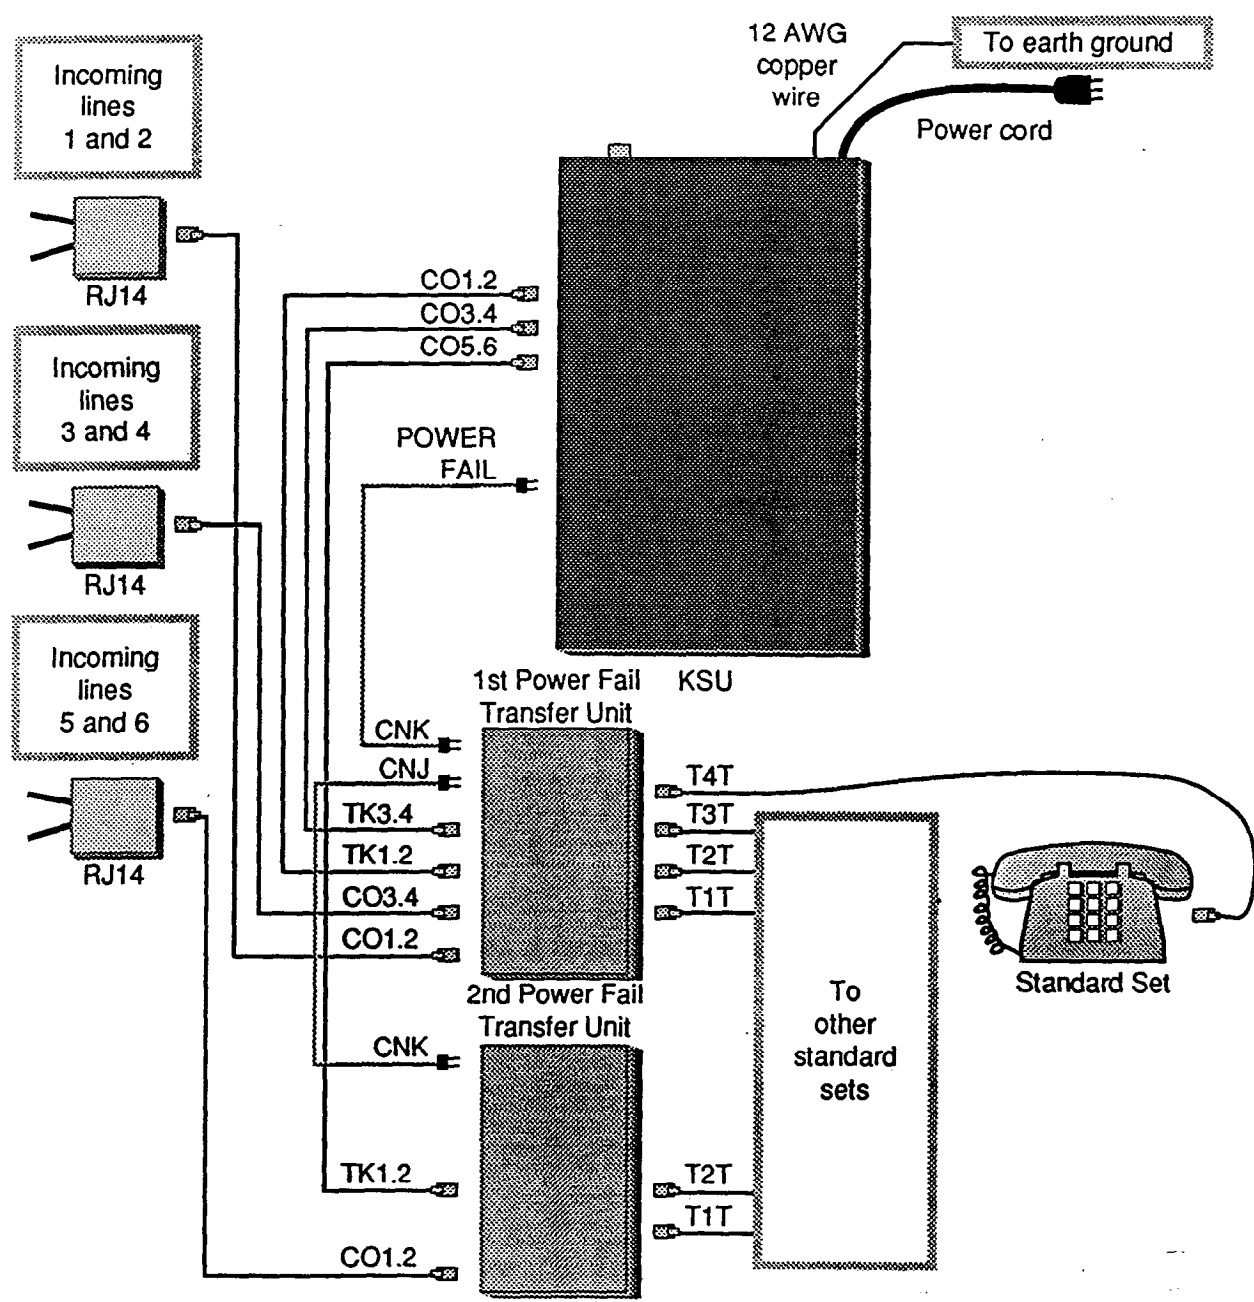 Incoming
lines
1 and 2
RJ14
Incoming
lines
3 and 4
RJ14
Incoming
lines
5 and 6
RJ14
12 AWG
copper
wire
To earth ground
Power cord
CO1.2
CO3.4
CO5.6
POWER
FAIL
KSU
1st Power Fail
Transfer Unit
CNK
CNJ
TK3.4
TK1.2
CO3.4
CO1.2
T4T
T3T
T2T
T1T
Standard Set
2nd Power Fail
Transfer Unit
CNK
TK1.2
CO1.2
T2T
T1T
To
other
standard
sets